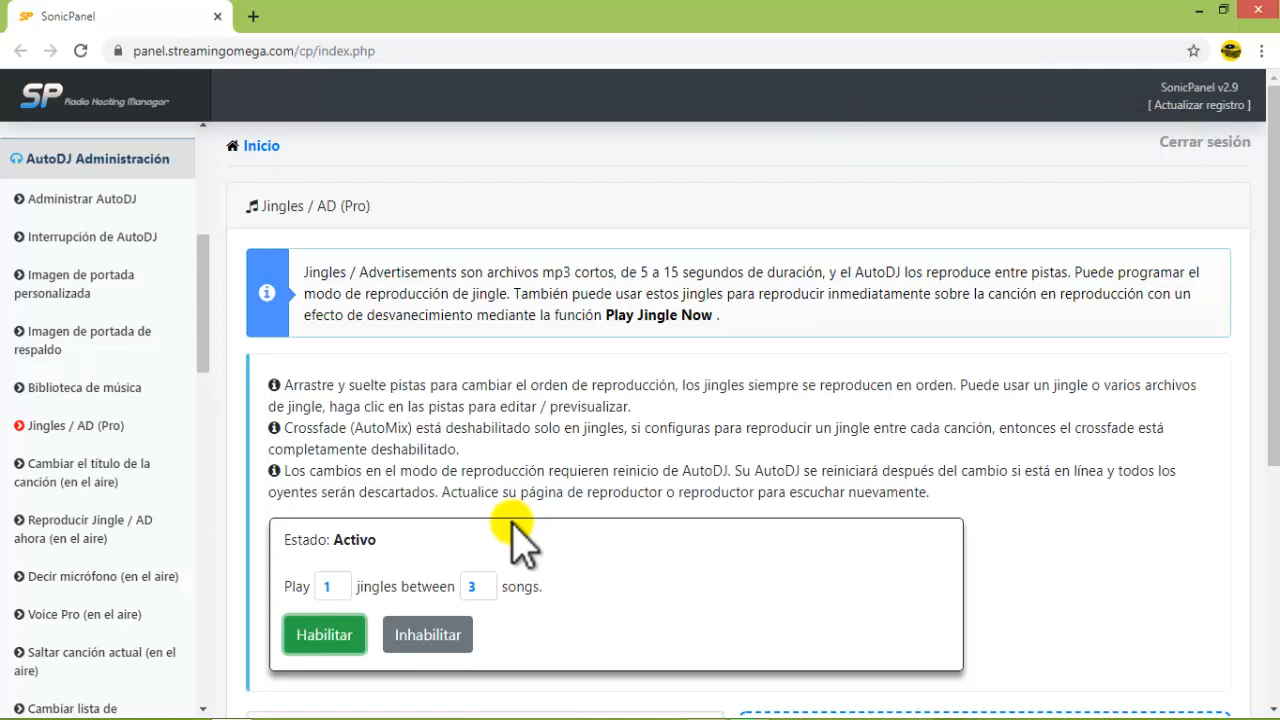 SP SonicPanel
panel.streamingomega.com/cp/index.php
SP Radio Hosting Manager
SonicPanel v2.9
[ Actualizar registro ]
AutoDJ Administración
Administrar AutoDJ
Interrupción de AutoDJ
Imagen de portada
personalizada
Imagen de portada de
respaldo
Biblioteca de música
Jingles / AD (Pro)
Cambiar el título de la
canción (en el aire)
Reproducir Jingle / AD
ahora (en el aire)
Decir micrófono (en el aire)
Voice Pro (en el aire)
Saltar canción actual (en el
aire)
Cambiar lista de
Inicio
Cerrar sesión
Jingles / AD (Pro)
Jingles / Advertisements son archivos mp3 cortos, de 5 a 15 segundos de duración, y el AutoDJ los reproduce entre pistas. Puede programar el
modo de reproducción de jingle. También puede usar estos jingles para reproducir inmediatamente sobre la canción en reproducción con un
efecto de desvanecimiento mediante la función Play Jingle Now .
Arrastre y suelte pistas para cambiar el orden de reproducción, los jingles siempre se reproducen en orden. Puede usar un jingle o varios archivos
de jingle, haga clic en las pistas para editar / previsualizar.
Crossfade (AutoMix) está deshabilitado solo en jingles, si configuras para reproducir un jingle entre cada canción, entonces el crossfade está
completamente deshabilitado.
Los cambios en el modo de reproducción requieren reinicio de AutoDJ. Su AutoDJ se reiniciará después del cambio si está en línea y todos los
oyentes serán descartados. Actualice su página de reproductor o reproductor para escuchar nuevamente.
Estado: Activo
Play 1 jingles between 3 songs.
Habilitar Inhabilitar